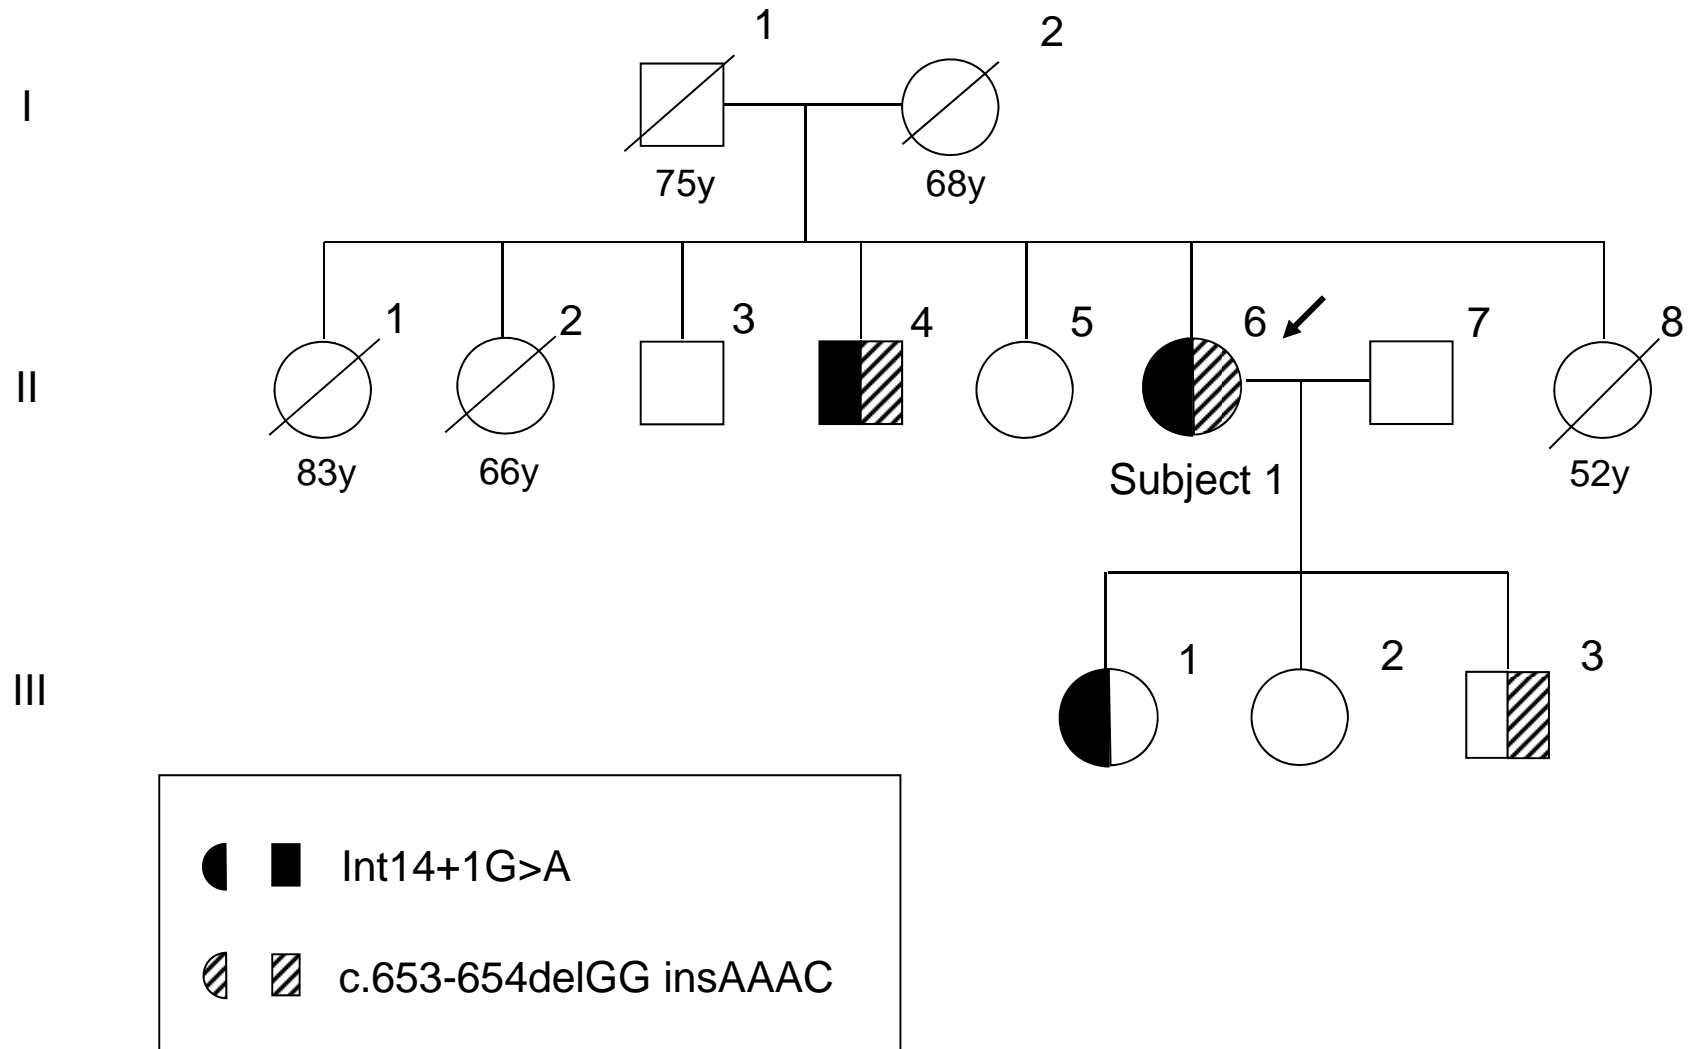 1 2
I
75y 68y
1 2 3 4 5 6 7 8
II
83y 66y Subject 1 52y
1 2 3
III
Int14+1G>A
c.653-654delGG insAAAC